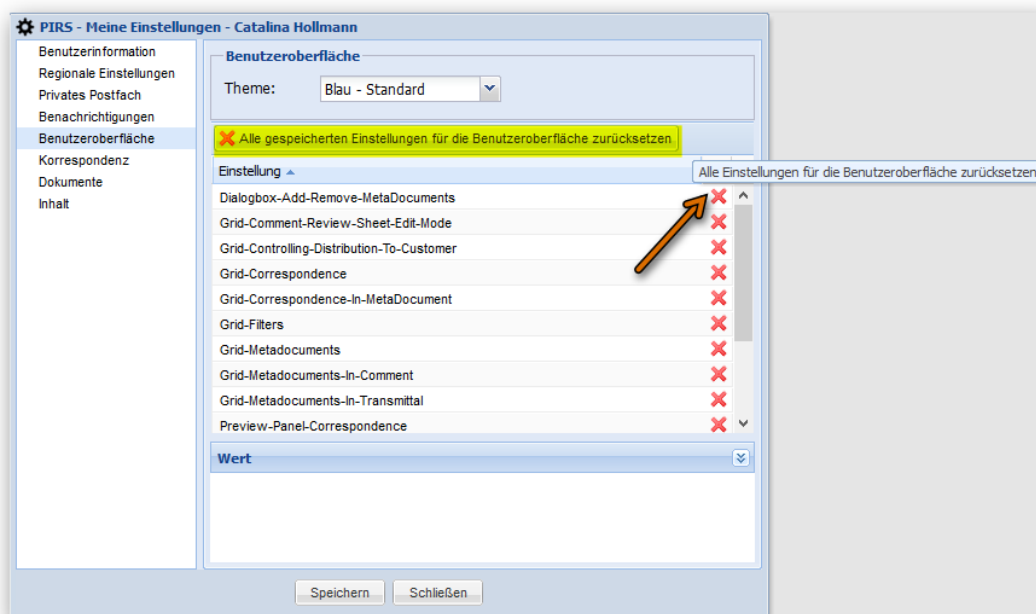 PIRS - Meine Einstellungen - Catalina Hollmann
Benutzerinformation
Regionale Einstellungen
Privates Postfach
Benachrichtigungen
Benutzeroberfläche
Korrespondenz
Dokumente
Inhalt
Benutzeroberfläche
Theme:
Blau - Standard
Alle gespeicherten Einstellungen für die Benutzeroberfläche zurücksetzen
Einstellung
Alle Einstellungen für die Benutzeroberfläche zurücksetzen
Dialogbox-Add-Remove-MetaDocuments
Grid-Comment-Review-Sheet-Edit-Mode
Grid-Controlling-Distribution-To-Customer
Grid-Correspondence
Grid-Correspondence-In-MetaDocument
Grid-Filters
Grid-Metadocuments
Grid-Metadocuments-In-Comment
Grid-Metadocuments-In-Transmittal
Preview-Panel-Correspondence
Wert
Speichern
Schließen